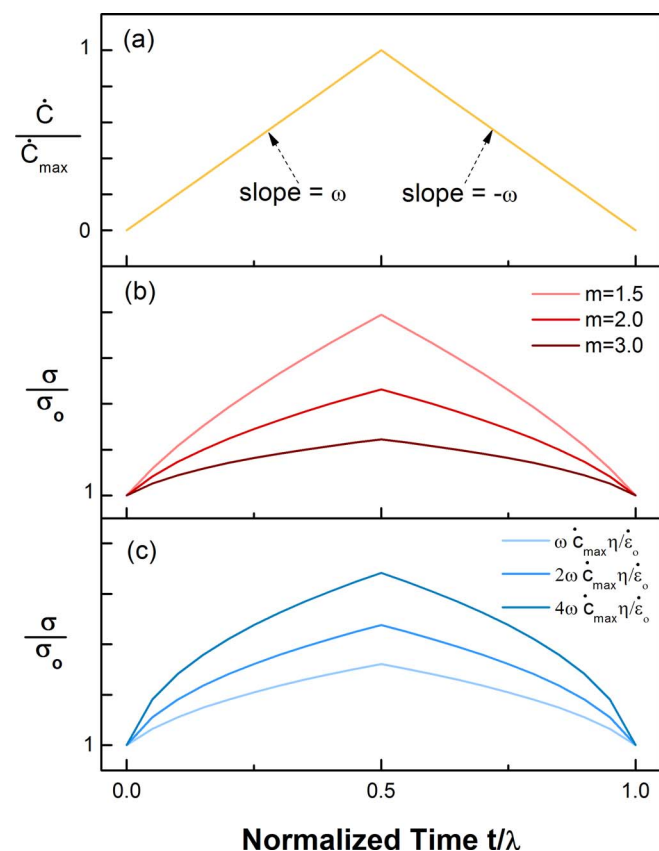 (a)
1
Ċ
Ċmax
0
slope = ω
slope = -ω
(b)
m=1.5
m=2.0
m=3.0
σ
σo
1
(c)
ω ċmax η/ε̇o
2ω ċmax η/ε̇o
4ω ċmax η/ε̇o
σ
σo
1
0.0 0.5 1.0
Normalized Time t/λ